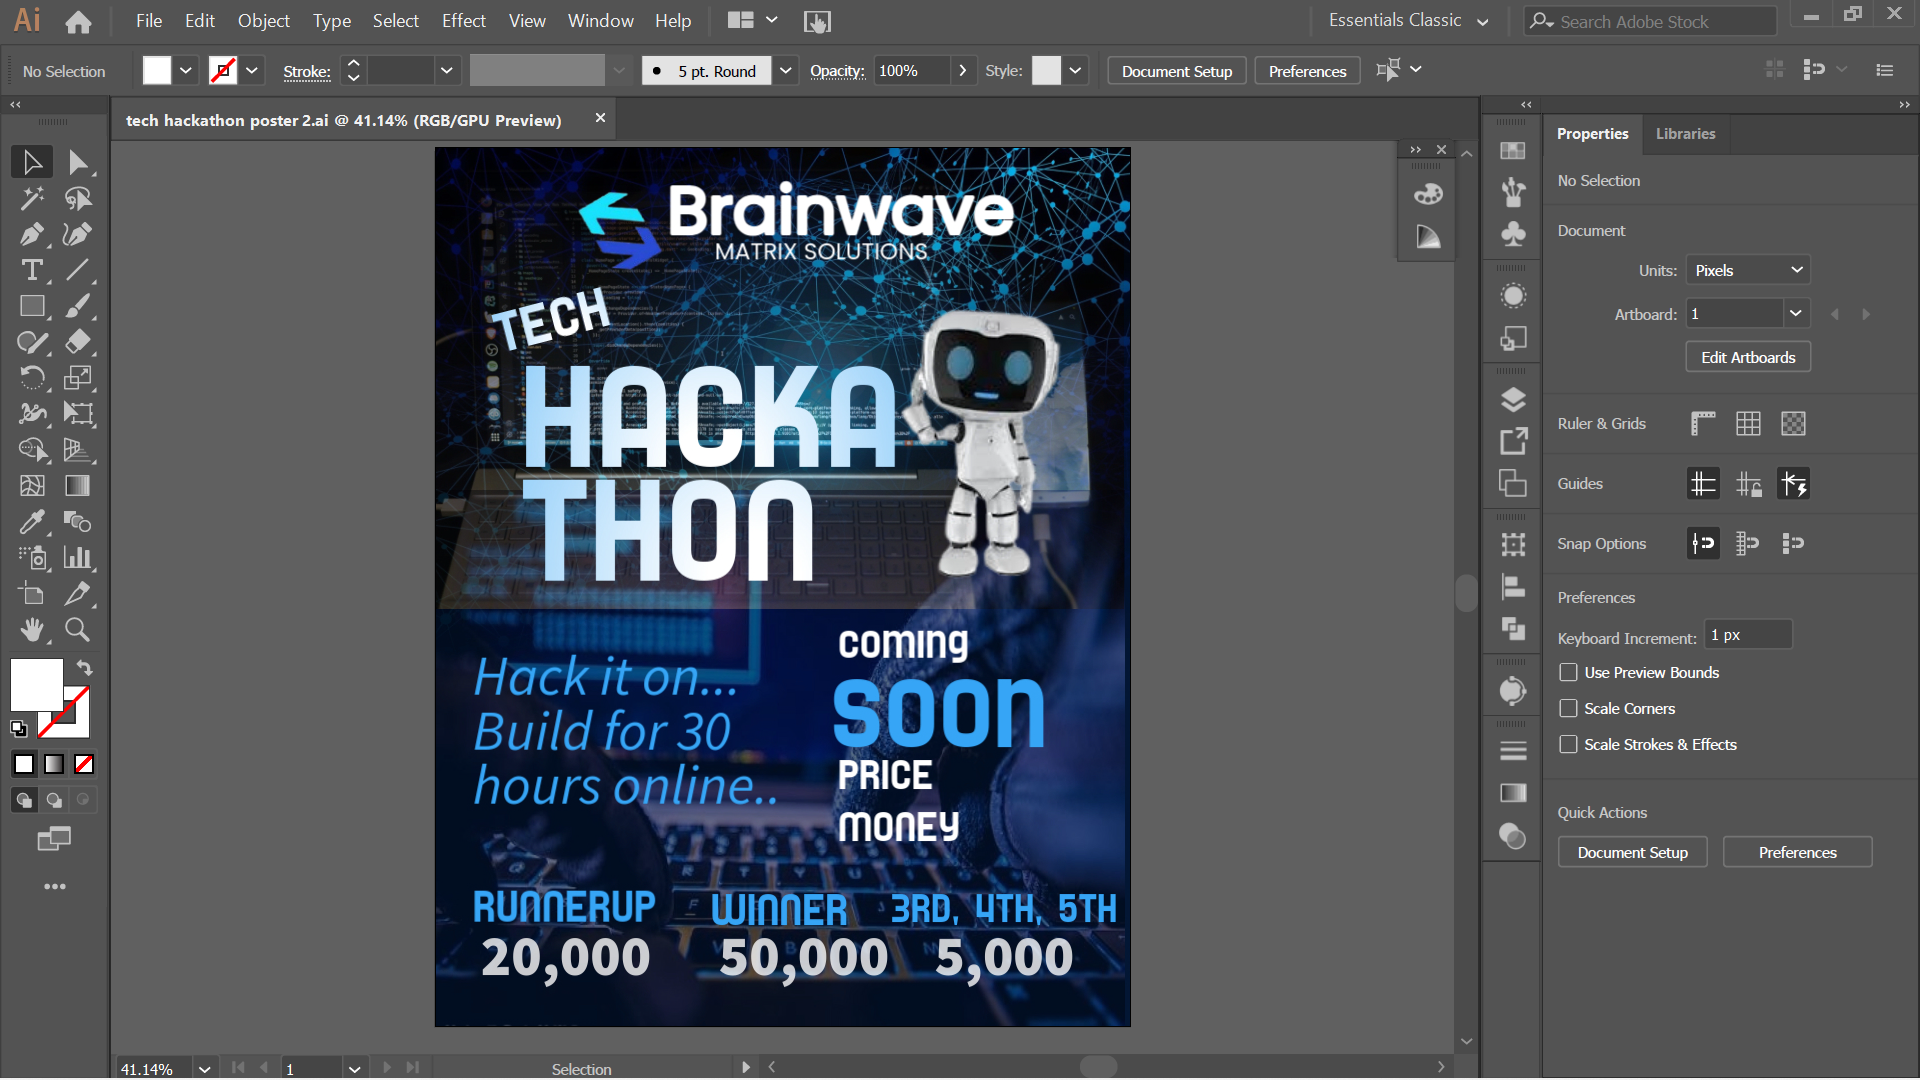 Ai File Edit Object Type Select Effect View Window Help Essentials Classic Search Adobe Stock
No Selection Stroke: 5 pt. Round Opacity: 100% Style: Document Setup Preferences
tech hackathon poster 2.ai @ 41.14% (RGB/GPU Preview)
Brainwave
MATRIX SOLUTIONS
TECH
HACKA
THON
Hack it on...
Build for 30
hours online..
coming
soon
PRICE
MONEY
RUNNERUP WINNER 3RD, 4TH, 5TH
20,000 50,000 5,000
Properties Libraries
No Selection
Document
Units: Pixels
Artboard: 1
Edit Artboards
Ruler & Grids
Guides
Snap Options
Preferences
Keyboard Increment: 1 px
Use Preview Bounds
Scale Corners
Scale Strokes & Effects
Quick Actions
Document Setup Preferences
41.14% 1 Selection